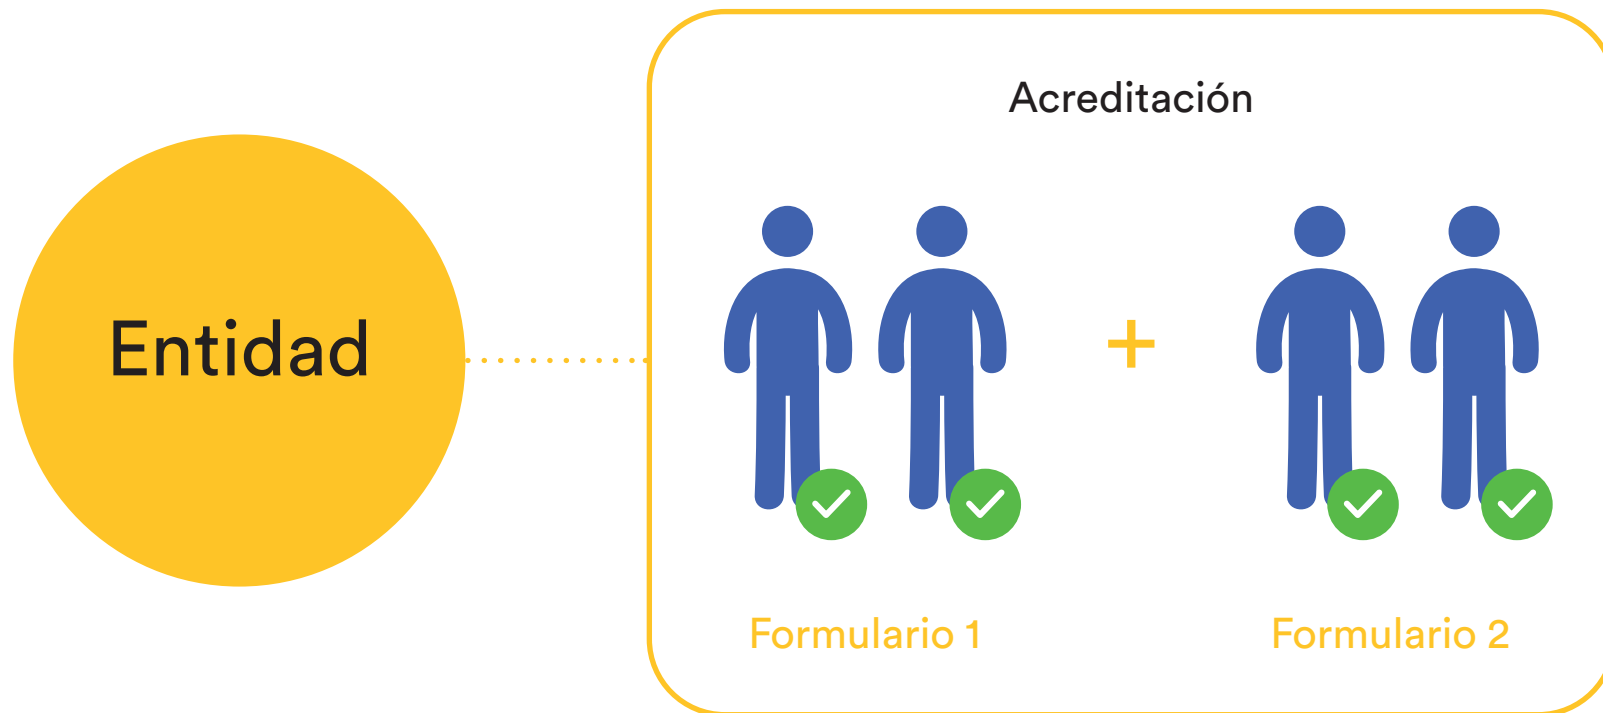 Acreditación
Entidad
+
Formulario 1
Formulario 2